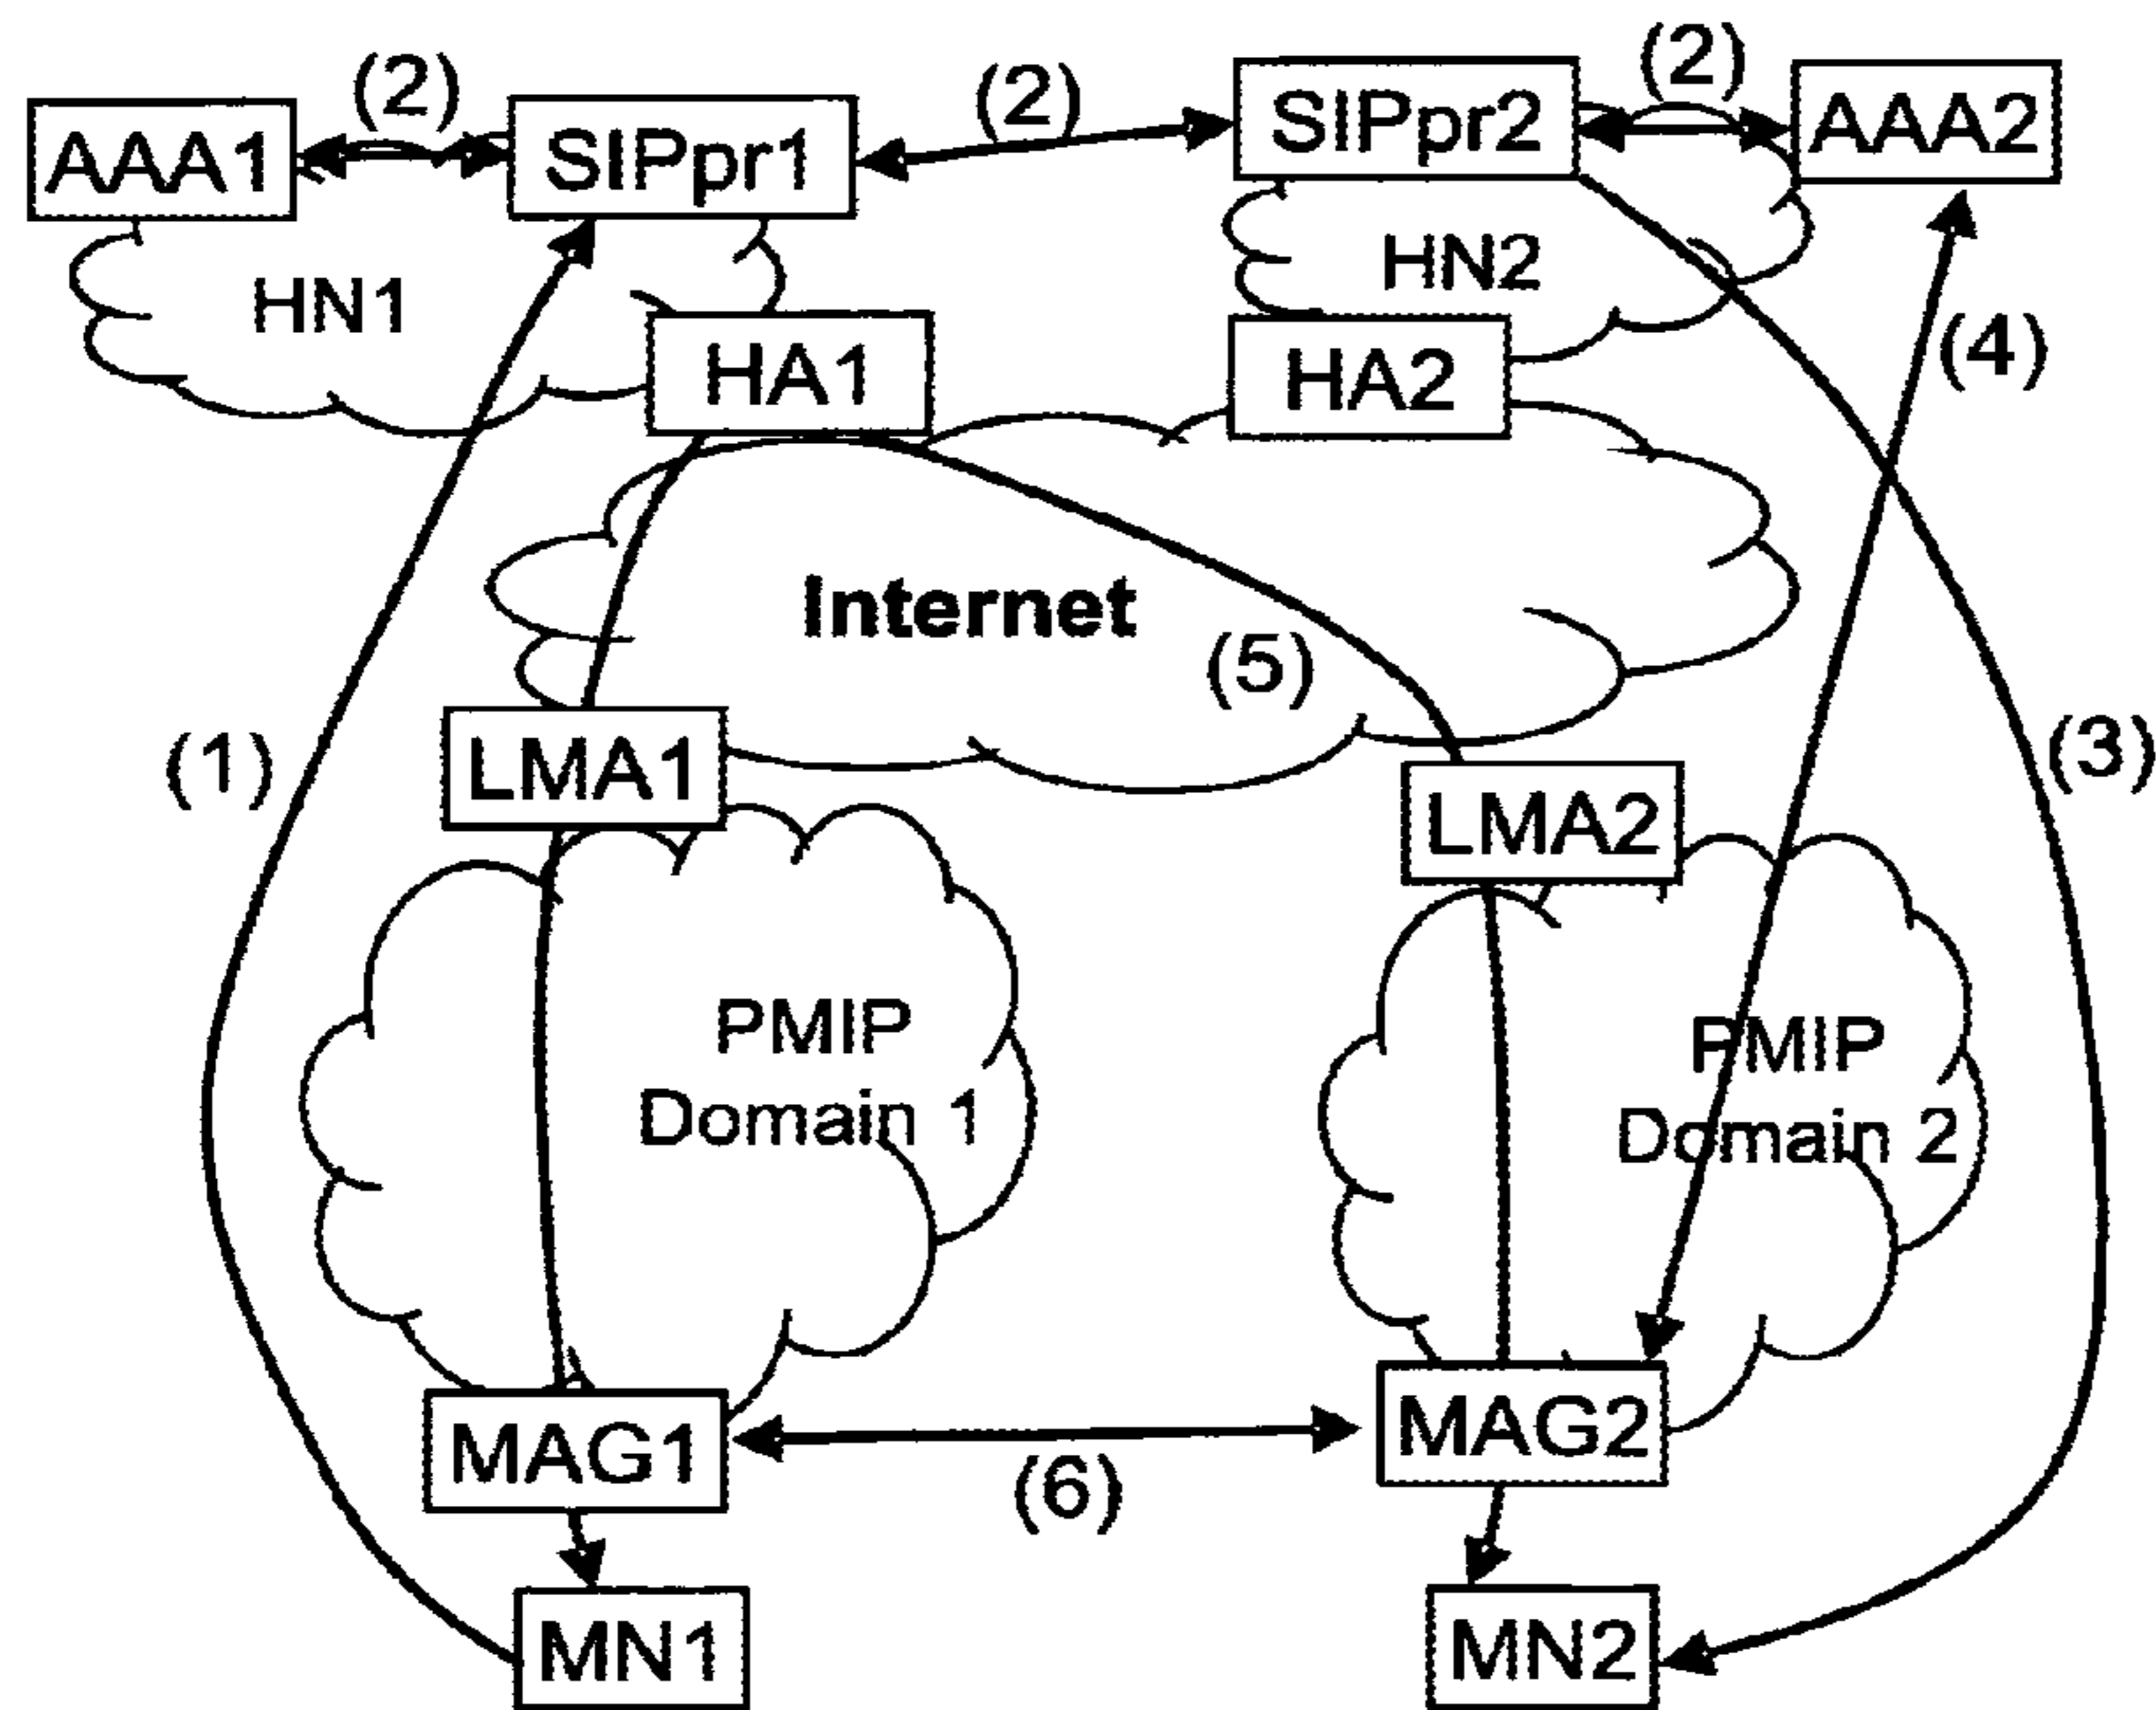 (2)
(2)
(2)
AAA1
SIPpr1
SIPpr2
AAA2
HN1
HN2
HA1
HA2
(4)
Internet
(5)
(1)
LMA1
(3)
LMA2
PMIP
Domain 1
PMIP
Domain 2
MAG1
MAG2
(6)
MN1
MN2